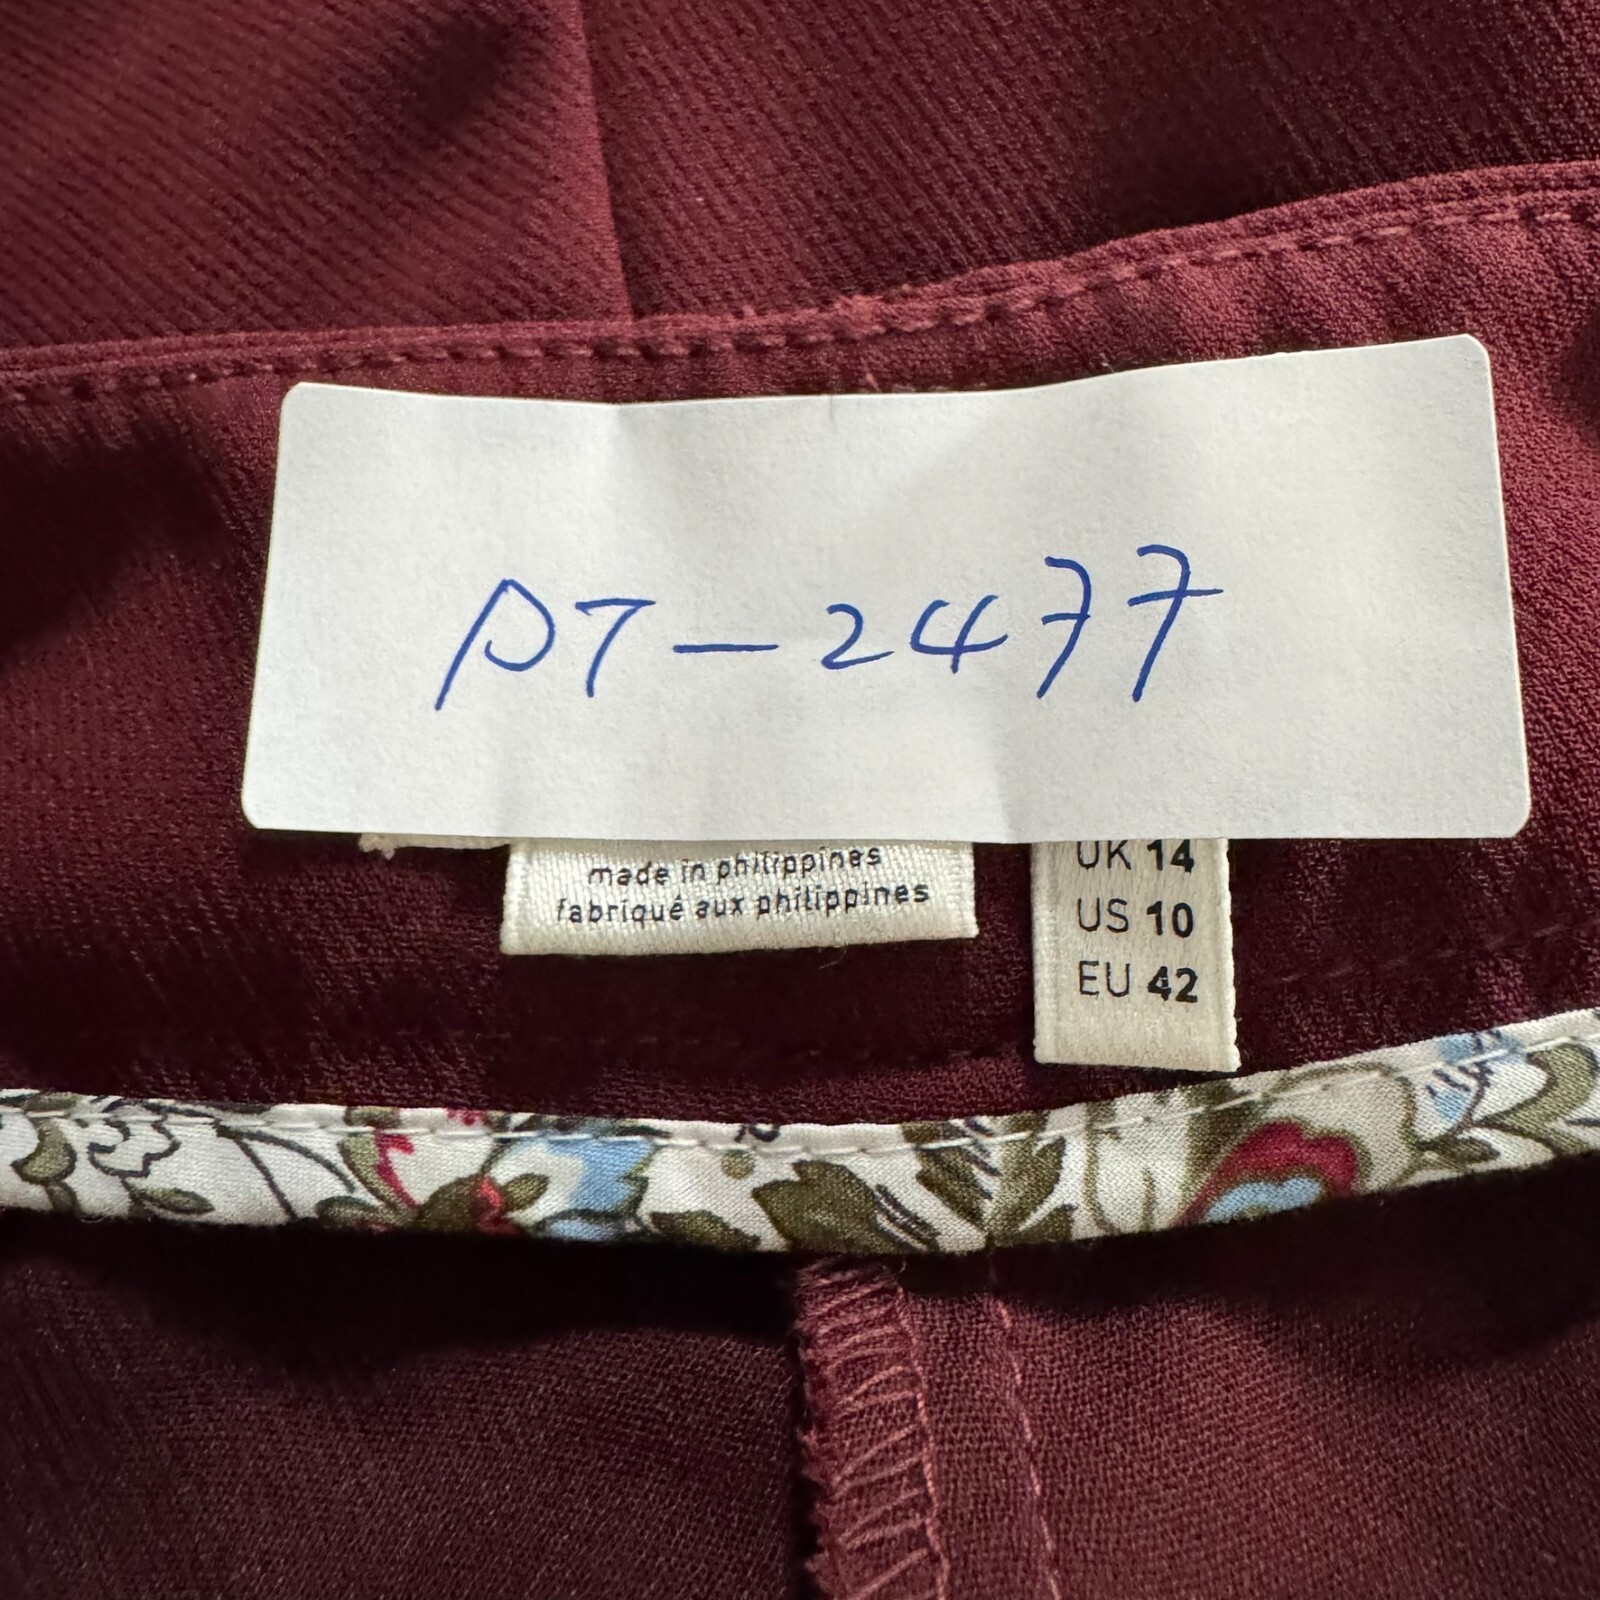 PT-2477
made in philippines
fabriqué aux philippines
UK 14
US 10
EU 42